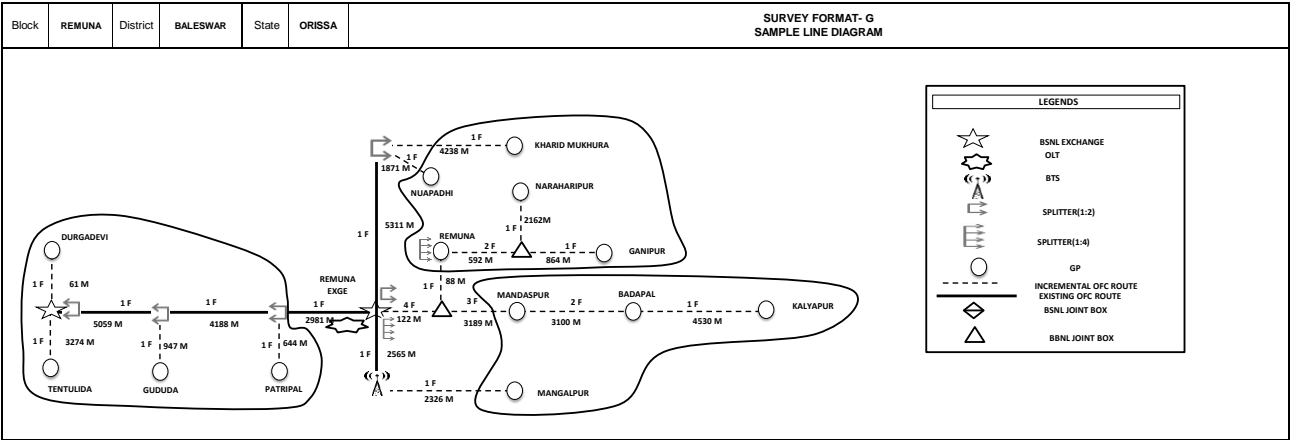 Block REMUNA District BALESWAR State ORISSA
SURVEY FORMAT- G
SAMPLE LINE DIAGRAM
LEGENDS
BSNL EXCHANGE
OLT
BTS
SPLITTER(1:2)
SPLITTER(1:4)
GP
INCREMENTAL OFC ROUTE
EXISTING OFC ROUTE
BSNL JOINT BOX
BBNL JOINT BOX
1 F
4238 M
KHARID MUKHURA
1 F
1871 M
NUAPADHI
NARAHARIPUR
1 F
2162M
1 F
5311 M
REMUNA
2 F
592 M
1 F
864 M
GANIPUR
1 F
88 M
DURGADEVI
1 F
61 M
1 F
5059 M
1 F
4188 M
REMUNA
EXGE
1 F
2981 M
4 F
122 M
3 F
3189 M
MANDASPUR
2 F
3100 M
BADAPAL
1 F
4530 M
KALYAPUR
1 F
3274 M
TENTULIDA
1 F
947 M
GUDUDA
1 F
644 M
PATRIPAL
1 F
2565 M
1 F
2326 M
MANGALPUR